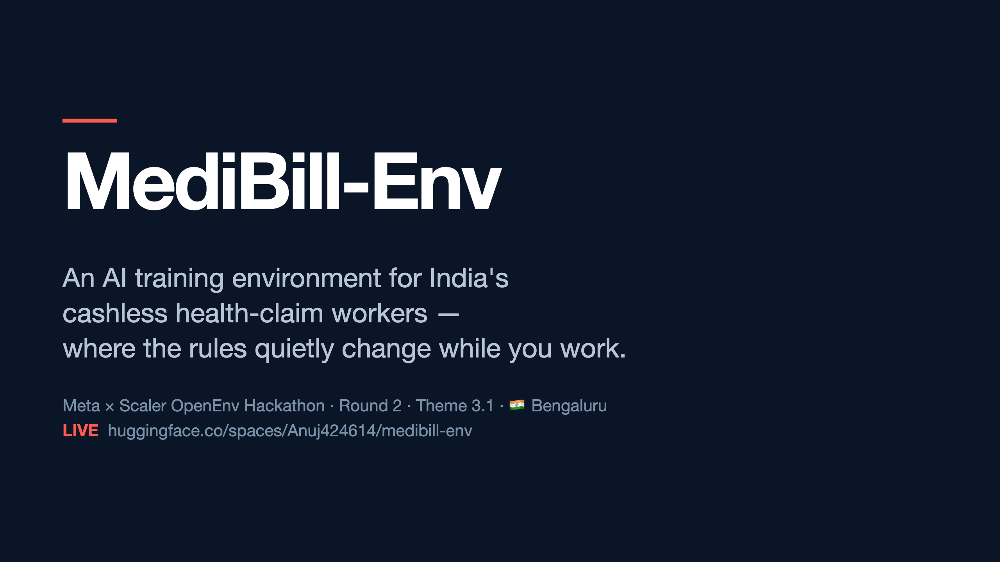 MediBill-Env
An AI training environment for India's
cashless health-claim workers —
where the rules quietly change while you work.
Meta × Scaler OpenEnv Hackathon · Round 2 · Theme 3.1 · 🇮🇳 Bengaluru
LIVE huggingface.co/spaces/Anuj424614/medibill-env